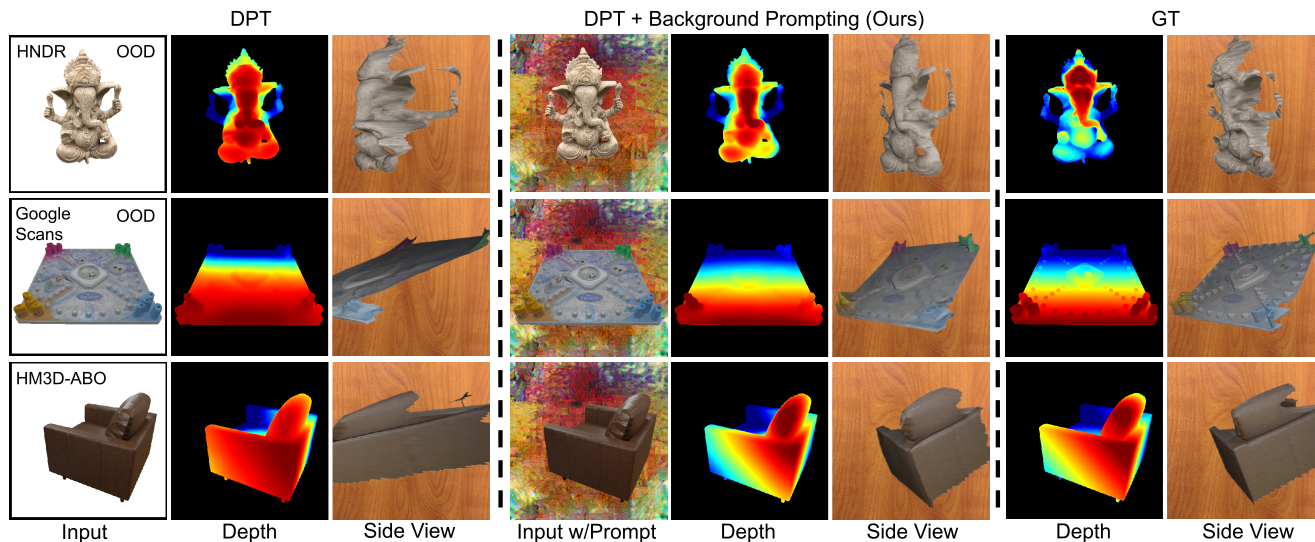 DPT
DPT + Background Prompting (Ours)
GT
HNDR OOD
Google OOD
Scans
HM3D-ABO
Input
Depth
Side View
Input w/Prompt
Depth
Side View
Depth
Side View